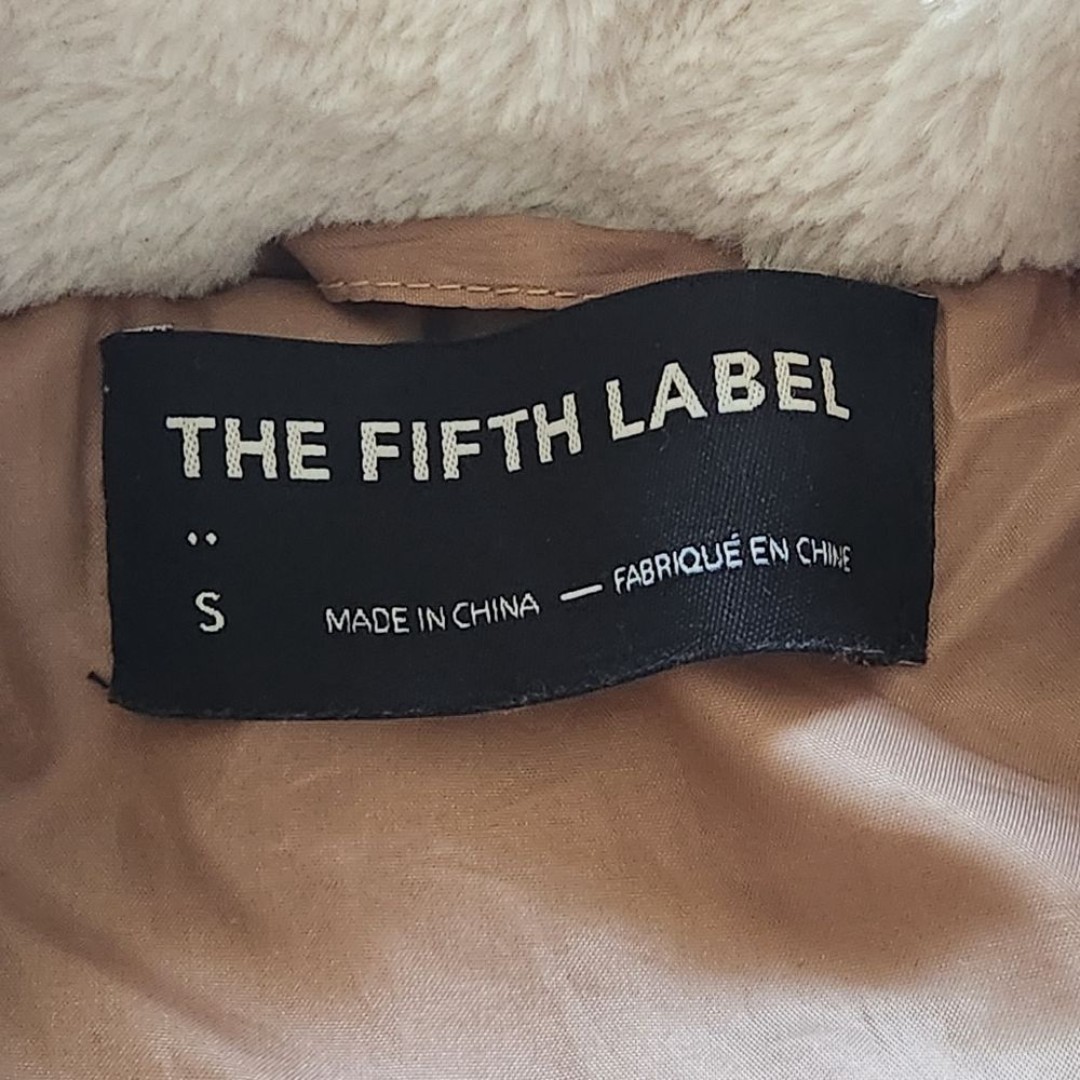 THE FIFTH LABEL
..
S
MADE IN CHINA — FABRIQUÉ EN CHINE